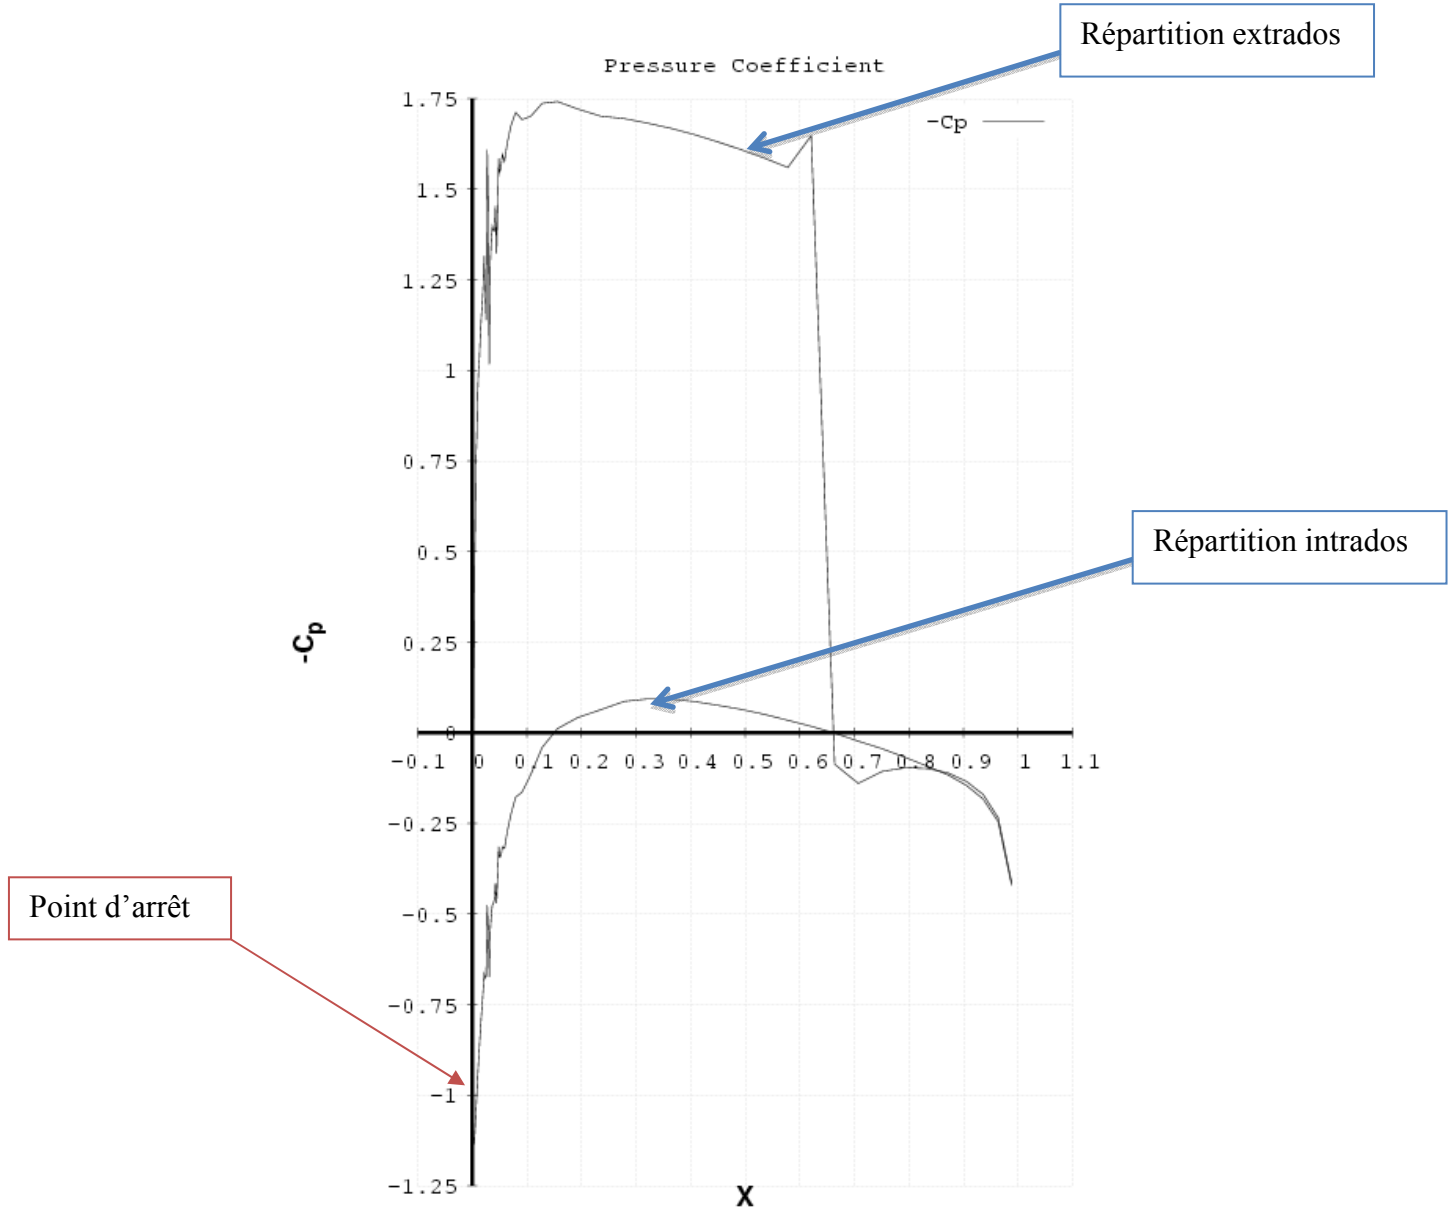 Répartition extrados
Pressure Coefficient
-Cp
1.75
1.5
1.25
1
0.75
0.5
Répartition intrados
0.25
-Cp
0
-0.1 0 0.1 0.2 0.3 0.4 0.5 0.6 0.7 0.8 0.9 1 1.1
-0.25
Point d’arrêt
-0.5
-0.75
-1
-1.25
X